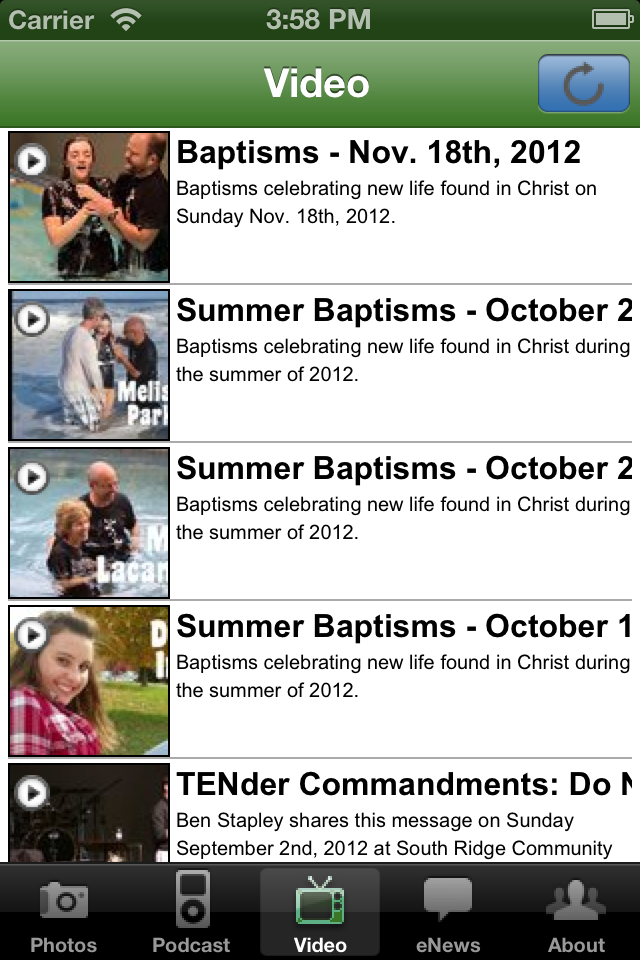 Carrier 3:58 PM
Video
Baptisms - Nov. 18th, 2012
Baptisms celebrating new life found in Christ on
Sunday Nov. 18th, 2012.
Summer Baptisms - October 2
Baptisms celebrating new life found in Christ during
the summer of 2012.
Melis
Parl
Summer Baptisms - October 2
Baptisms celebrating new life found in Christ during
the summer of 2012.
M
Lacar
Summer Baptisms - October 1
Baptisms celebrating new life found in Christ during
the summer of 2012.
D
TENder Commandments: Do N
Ben Stapley shares this message on Sunday
September 2nd, 2012 at South Ridge Community
Photos Podcast Video eNews About